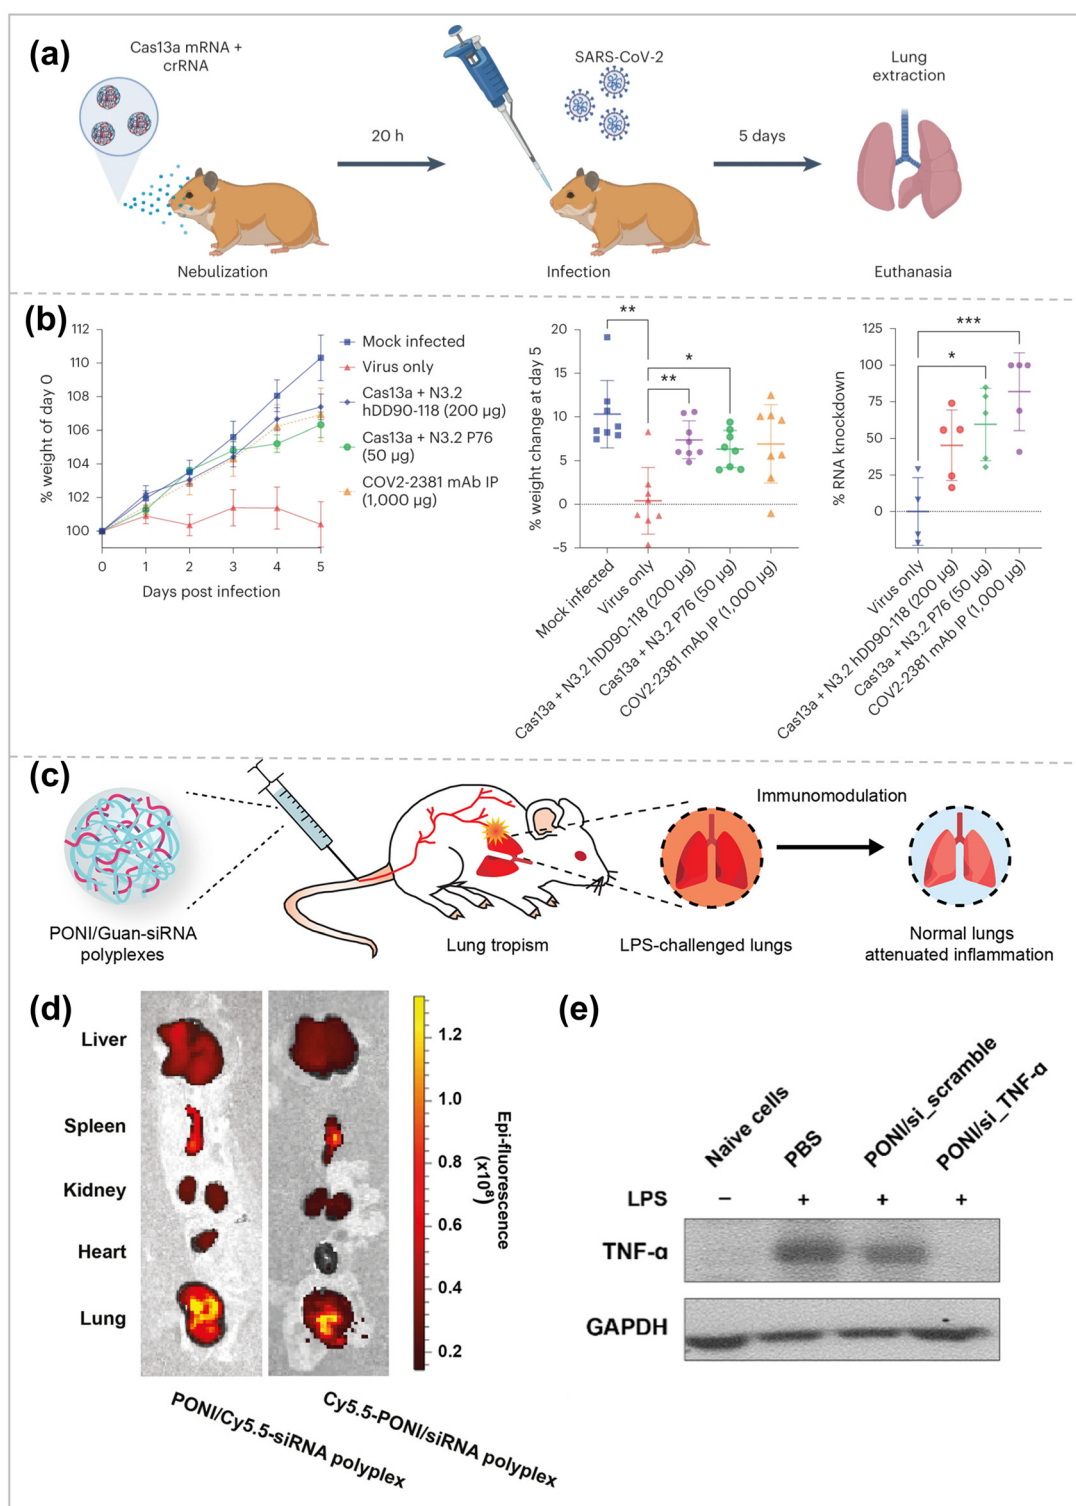 (a)
Cas13a mRNA +
crRNA
20 h
SARS-CoV-2
5 days
Lung
extraction
Nebulization
Infection
Euthanasia
(b)
% weight of day 0
112
110
108
106
104
102
100
0
1
2
3
4
5
Days post infection
Mock infected
Virus only
Cas13a + N3.2
hDD90-118 (200 µg)
Cas13a + N3.2 P76
(50 µg)
COV2-2381 mAb IP
(1,000 µg)
% weight change at day 5
20
15
10
5
0
−5
**
*
**
Mock infected
Virus only
Cas13a + N3.2 hDD90-118 (200 µg)
Cas13a + N3.2 P76 (50 µg)
COV2-2381 mAb IP (1,000 µg)
% RNA knockdown
125
100
75
50
25
0
***
*
Virus only
Cas13a + N3.2 hDD90-118 (200 µg)
Cas13a + N3.2 P76 (50 µg)
COV2-2381 mAb IP (1,000 µg)
(c)
Immunomodulation
PONI/Guan-siRNA
polyplexes
Lung tropism
LPS-challenged lungs
Normal lungs
attenuated inflammation
(d)
Liver
Spleen
Kidney
Heart
Lung
1.2
1.0
0.8
0.6
0.4
0.2
Epi-fluorescence
(x10⁸)
PONI/Cy5.5-siRNA polyplex
Cy5.5-PONI/siRNA polyplex
(e)
Naive cells
PBS
PONI/si_scramble
PONI/si_TNF-α
LPS − + + +
TNF-α
GAPDH